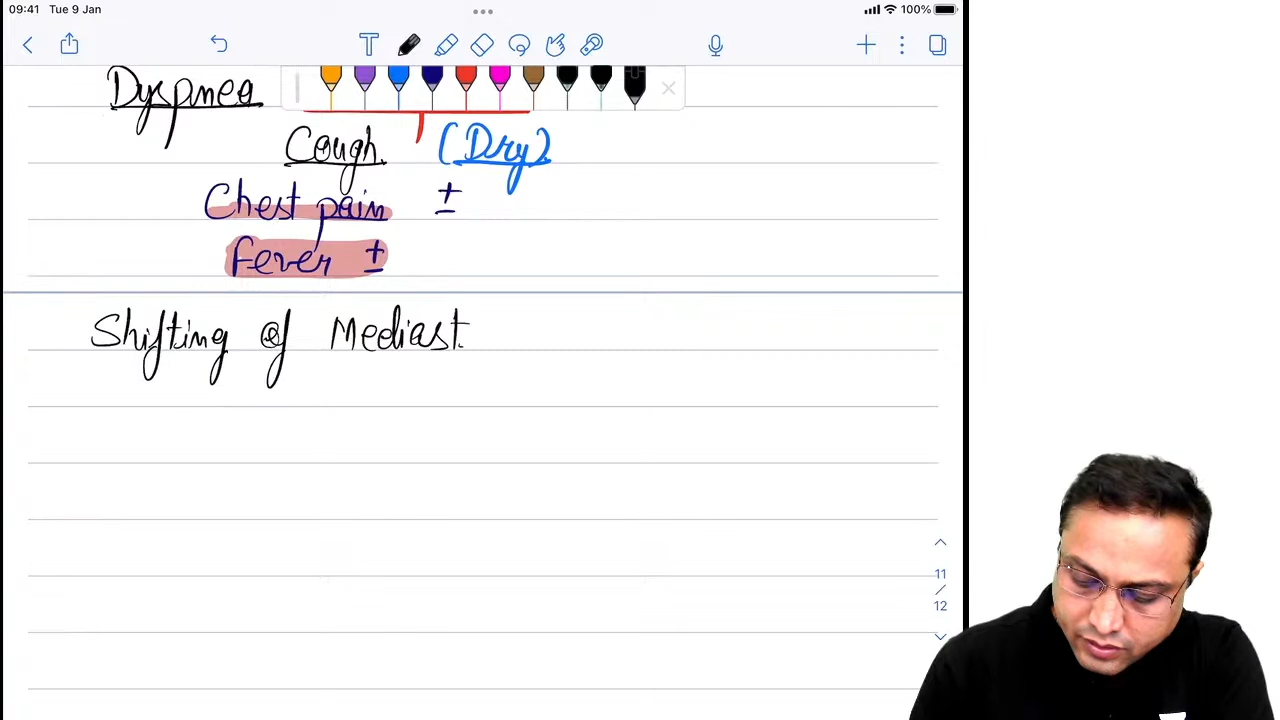 09:41 Tue 9 Jan 100%
T
Dyspnea
Cough. (Dry).
Chest pain ±
Fever ±
Shifting of Mediast.
11
/
12